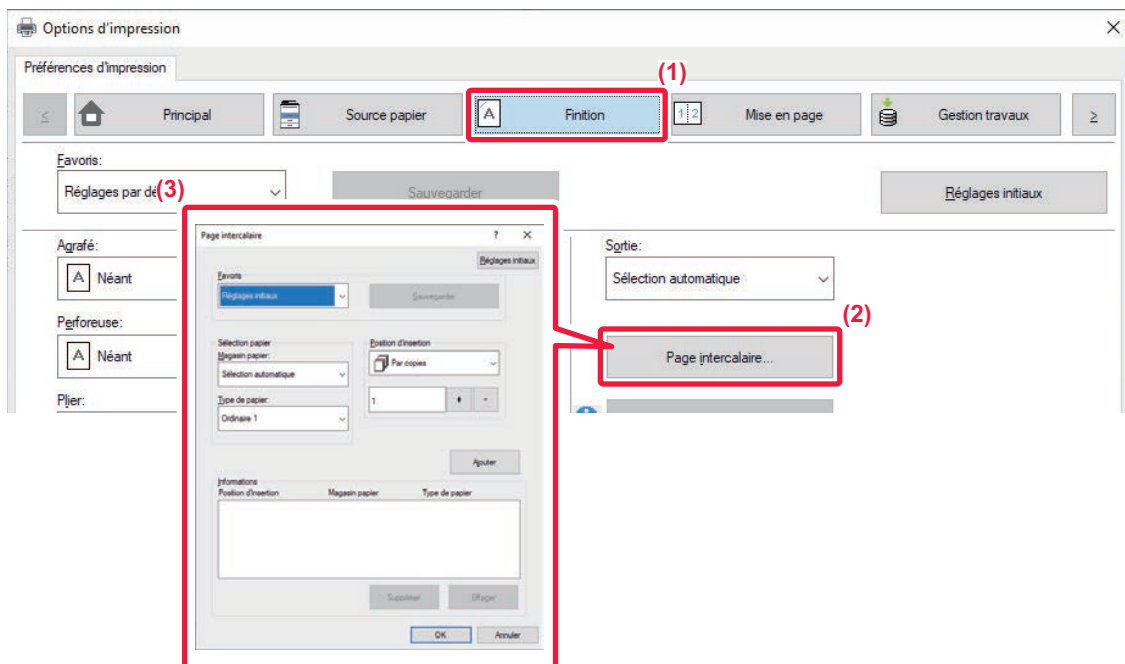 Options d'impression
Préférences d'impression
(1)
≤ Principal Source papier A Finition 1 2 Mise en page Gestion travaux ≥
Favoris:
Réglages par dé
(3)
Sauvegarder
Réglages initiaux
Agrafé:
A Néant
Perforeuse:
A Néant
Plier:
Page intercalaire ?
Réglages initiaux
Favoris
Réglages initiaux
Sauvegarder
Sélection papier
Magasin papier:
Sélection automatique
Type de papier:
Ordinaire 1
Position d'insertion
Par copies
1
+ -
Ajouter
Informations
Position d'insertion Magasin papier Type de papier
Supprimer Effacer
OK Annuler
Sortie:
Sélection automatique
(2)
Page intercalaire...